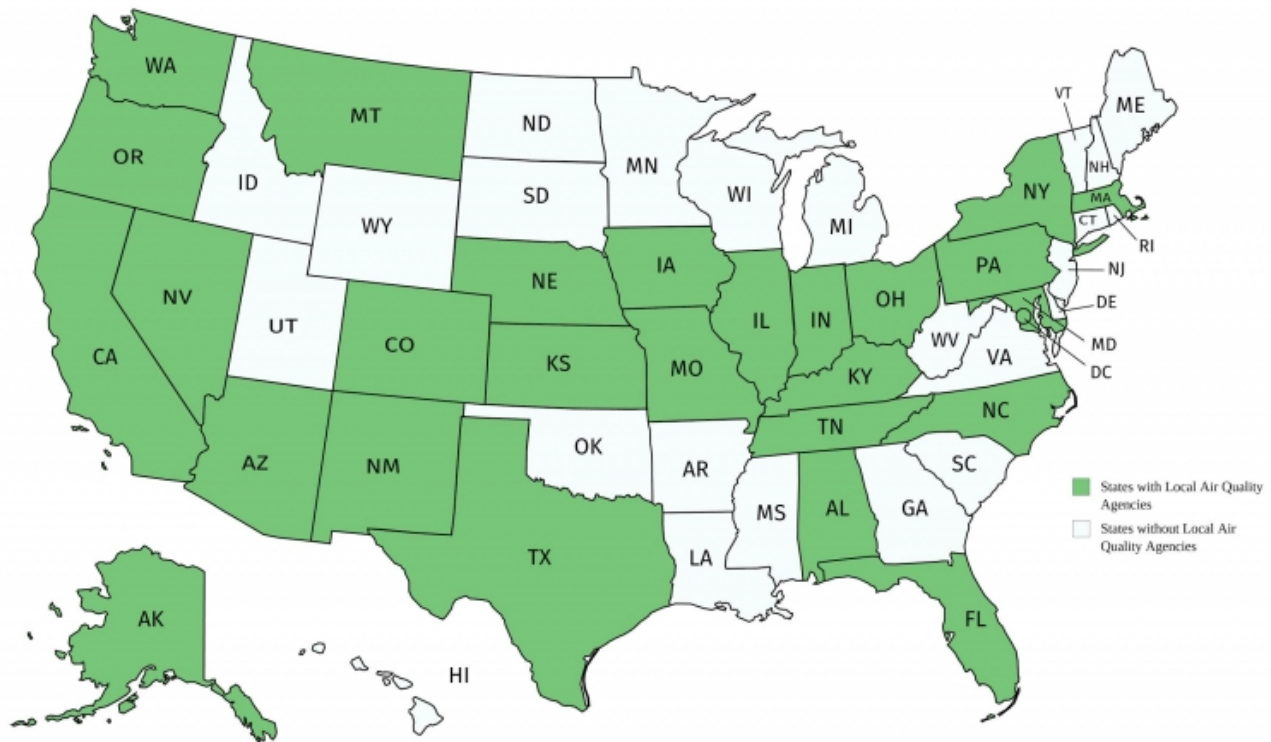 WA
MT
ND
MN
VT
ME
OR
ID
SD
WI
MI
NY
NH
MA
CT
RI
WY
NJ
IA
PA
NE
DE
NV
UT
CO
IL
IN
OH
WV
MD
VA
DC
CA
KS
MO
KY
NC
TN
AZ
NM
OK
AR
SC
MS
AL
GA
States with Local Air Quality
Agencies
States without Local Air
Quality Agencies
TX
LA
AK
FL
HI